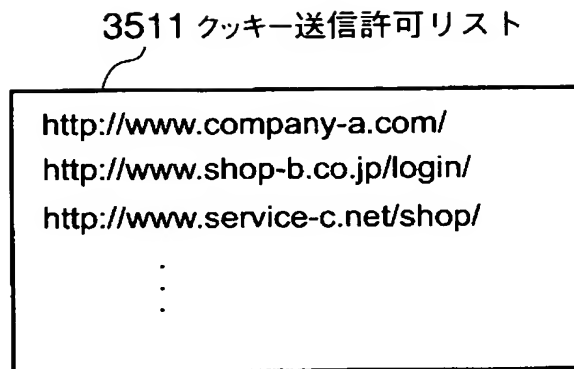 3511 クッキー送信許可リスト
http://www.company-a.com/
http://www.shop-b.co.jp/login/
http://www.service-c.net/shop/